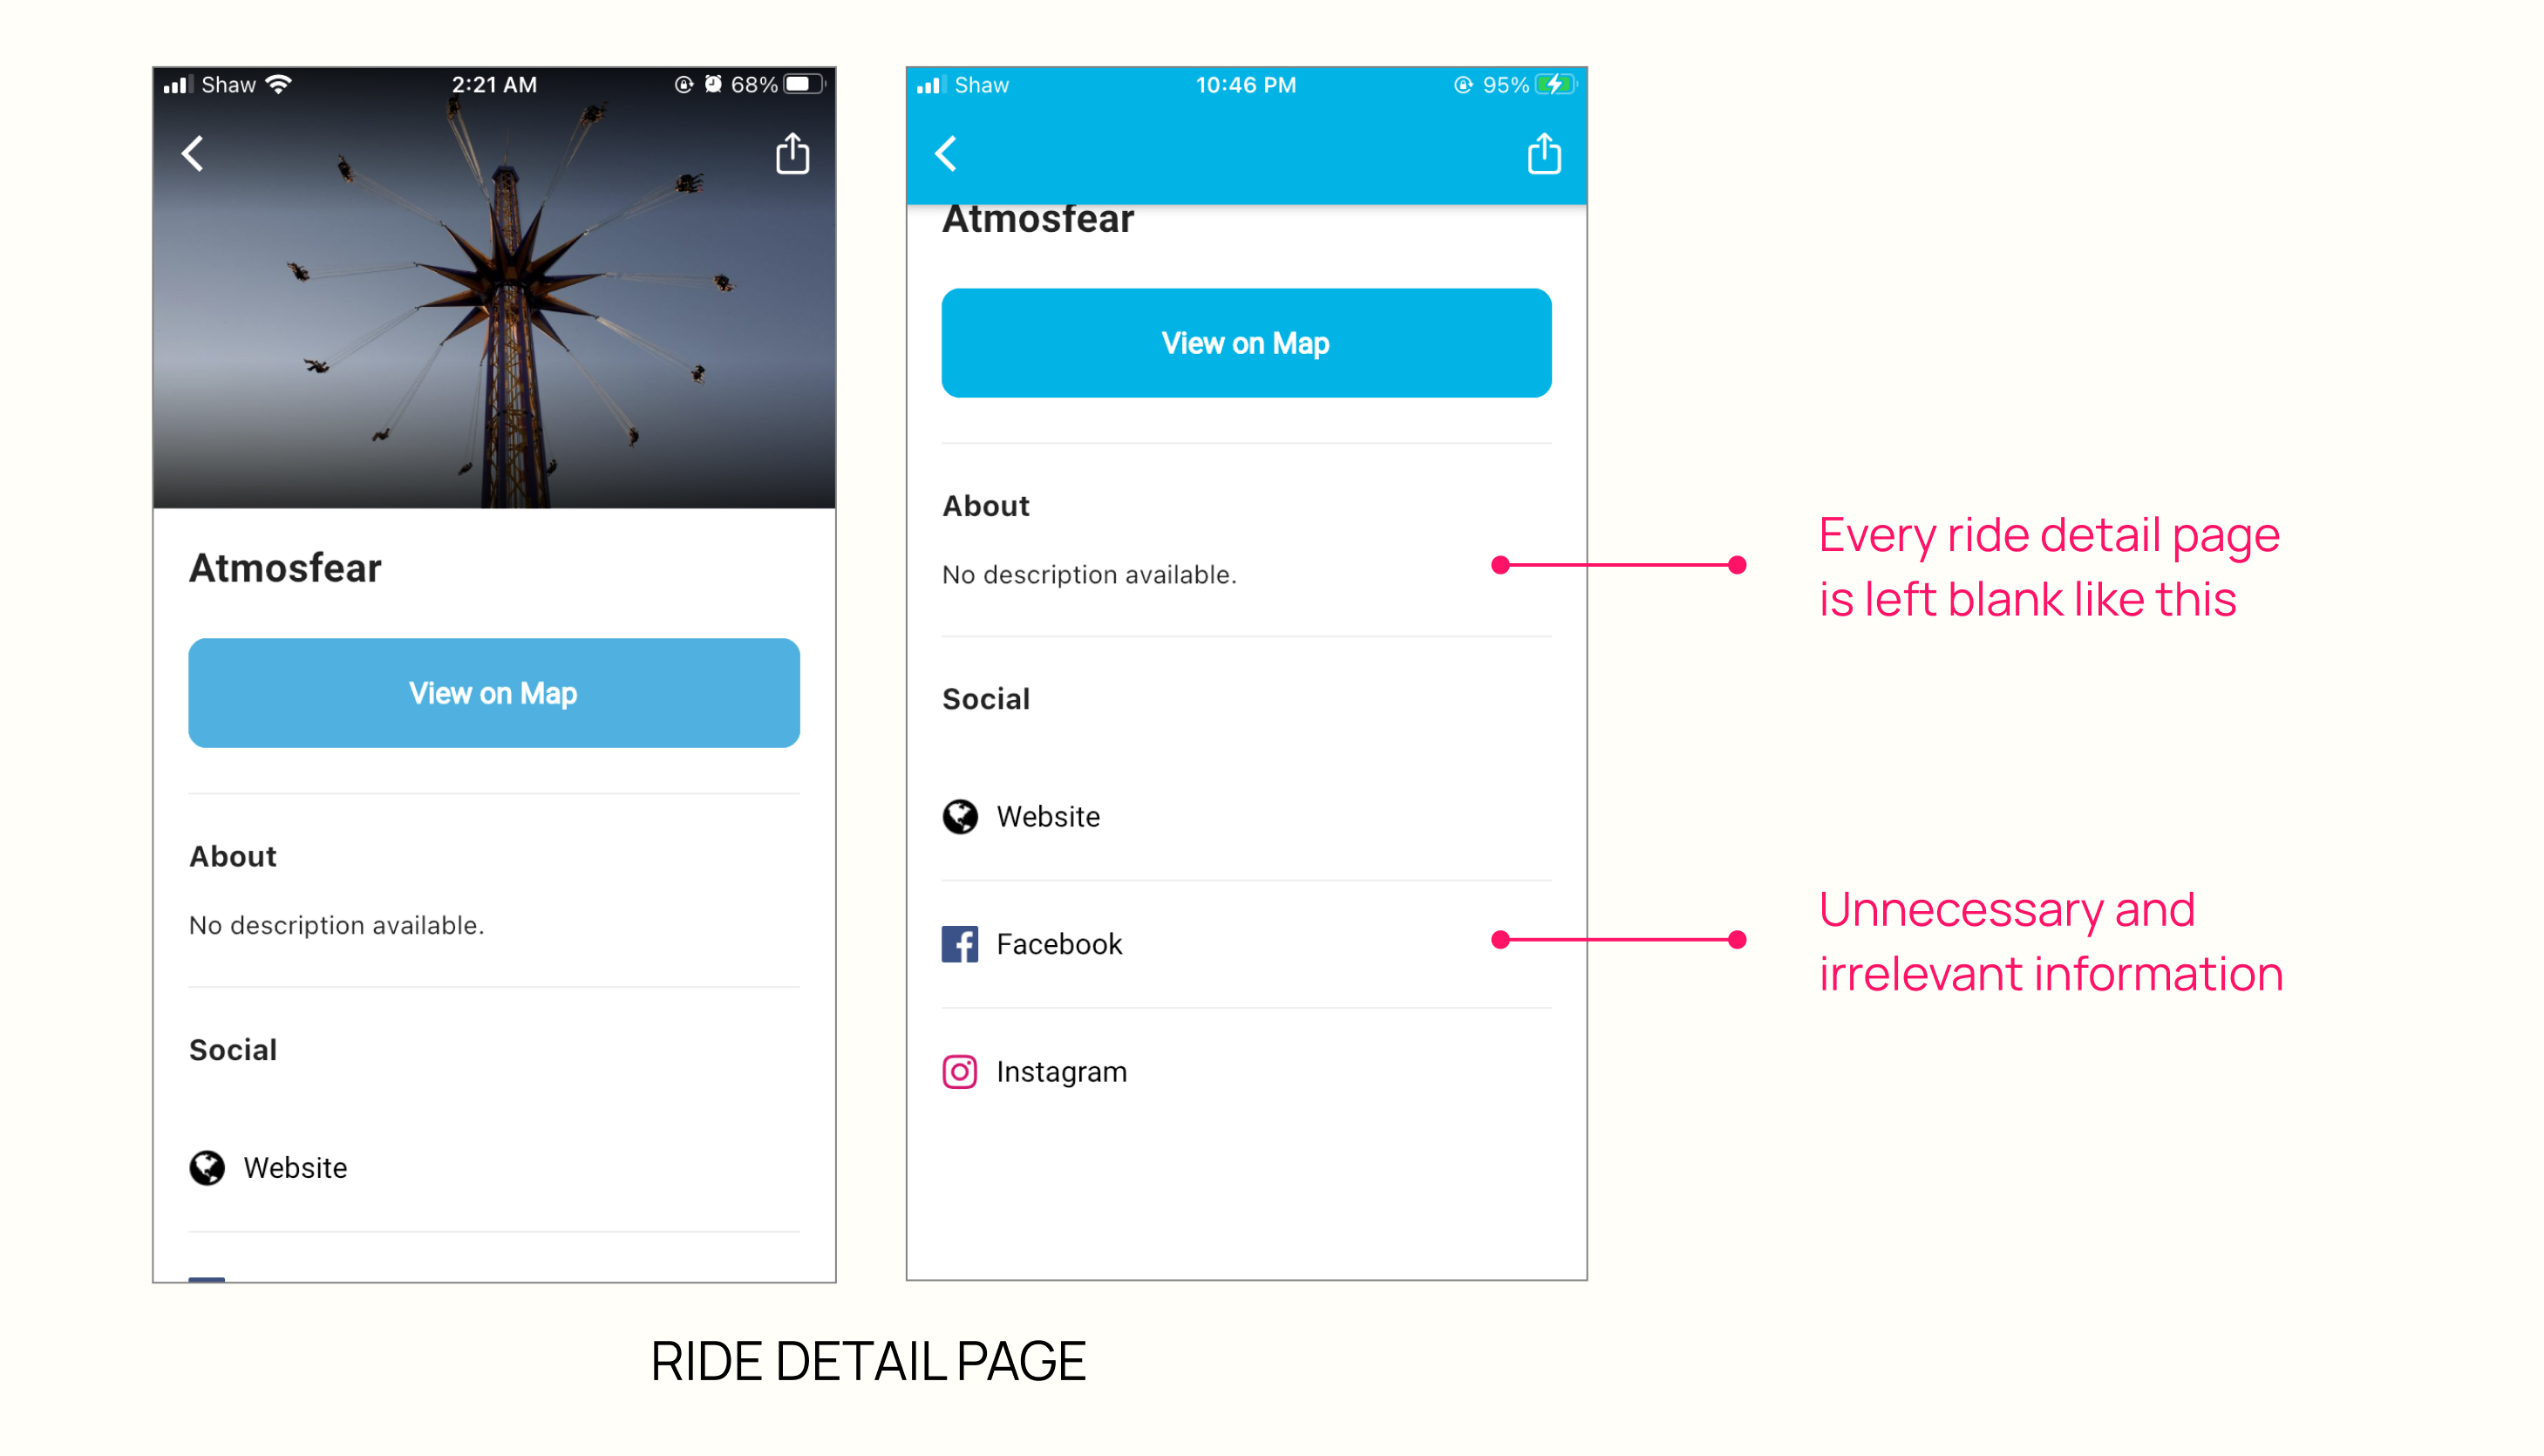 Shaw 2:21 AM 68%
Atmosfear
View on Map
About
No description available.
Social
Website
Shaw 10:46 PM 95%
Atmosfear
View on Map
About
No description available.
Social
Website
Facebook
Instagram
Every ride detail page
is left blank like this
Unnecessary and
irrelevant information
RIDE DETAIL PAGE